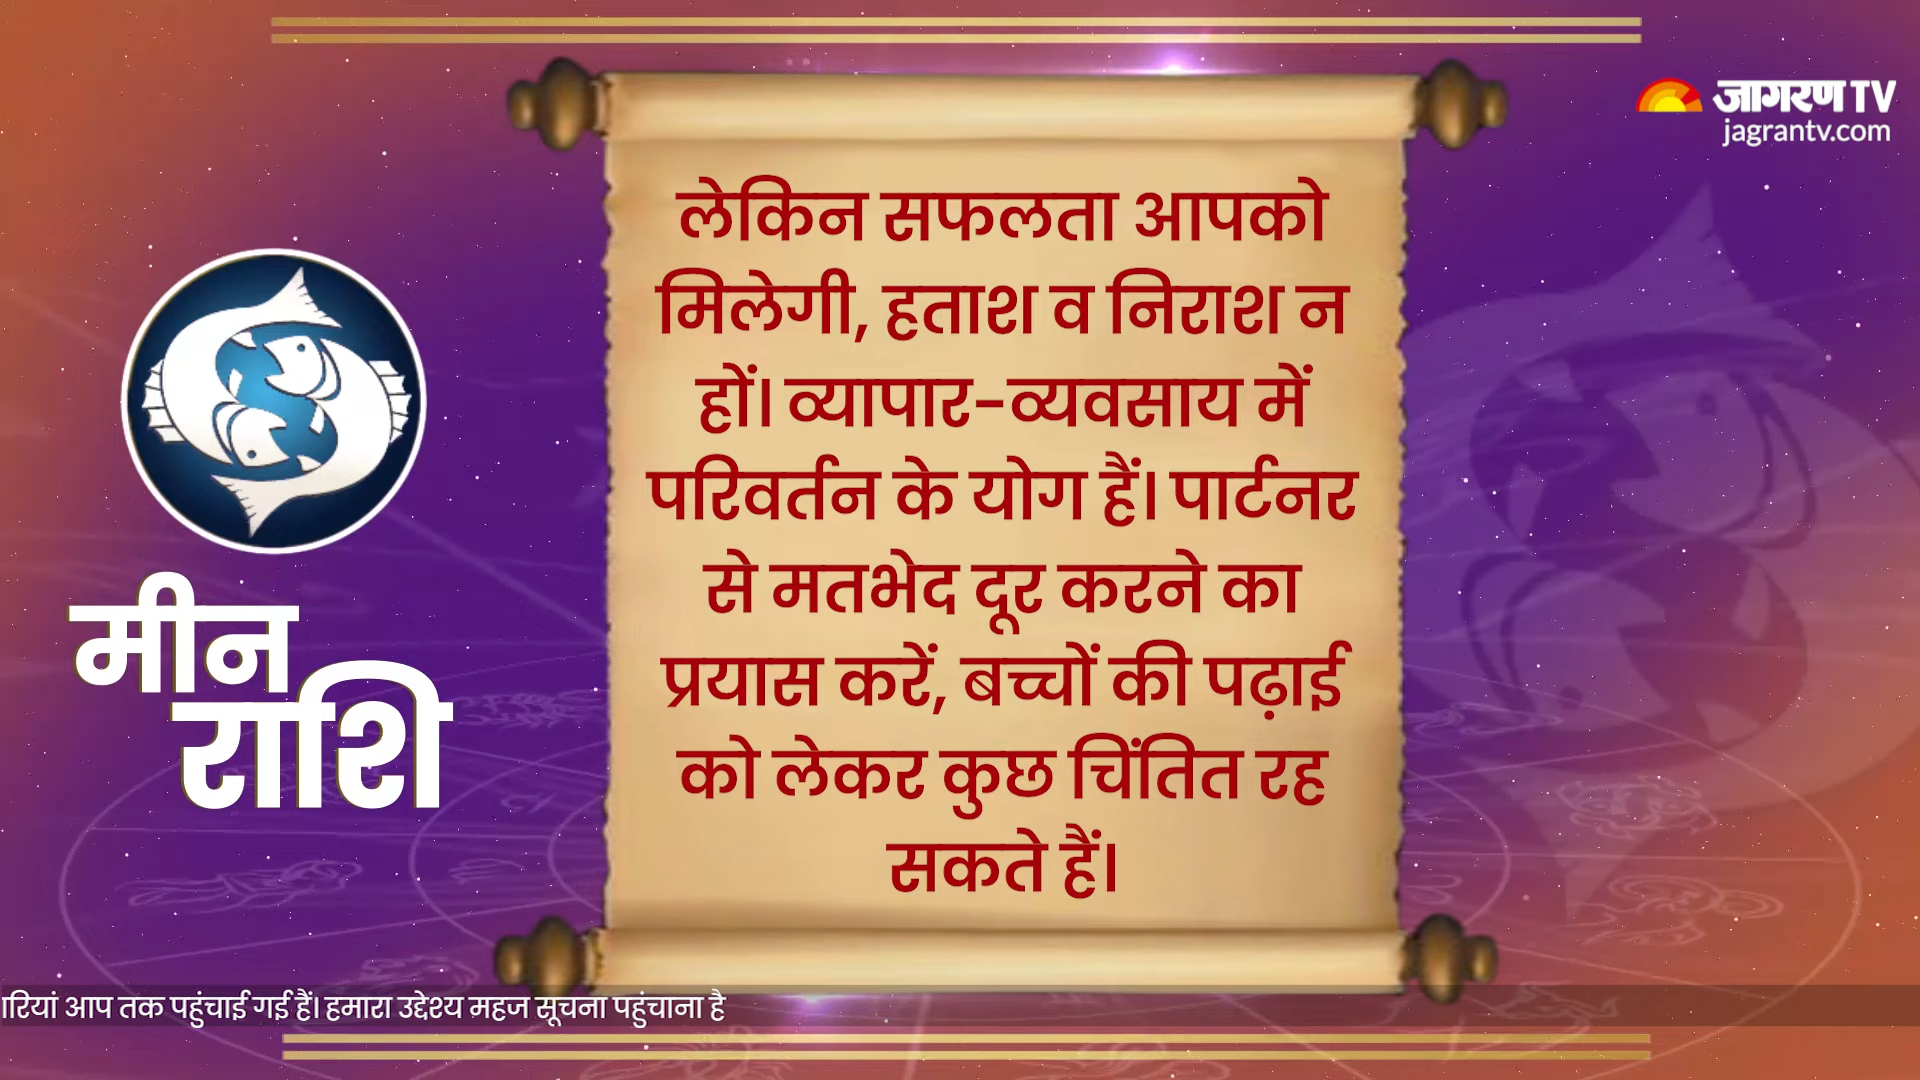 जागरण TV
jagrantv.com
लेकिन सफलता आपको
मिलेगी, हताश व निराश न
हों। व्यापार-व्यवसाय में
परिवर्तन के योग हैं। पार्टनर
से मतभेद दूर करने का
प्रयास करें, बच्चों की पढ़ाई
को लेकर कुछ चिंतित रह
सकते हैं।
मीन
राशि
रियां आप तक पहुंचाई गई हैं। हमारा उद्देश्य महज सूचना पहुंचाना है